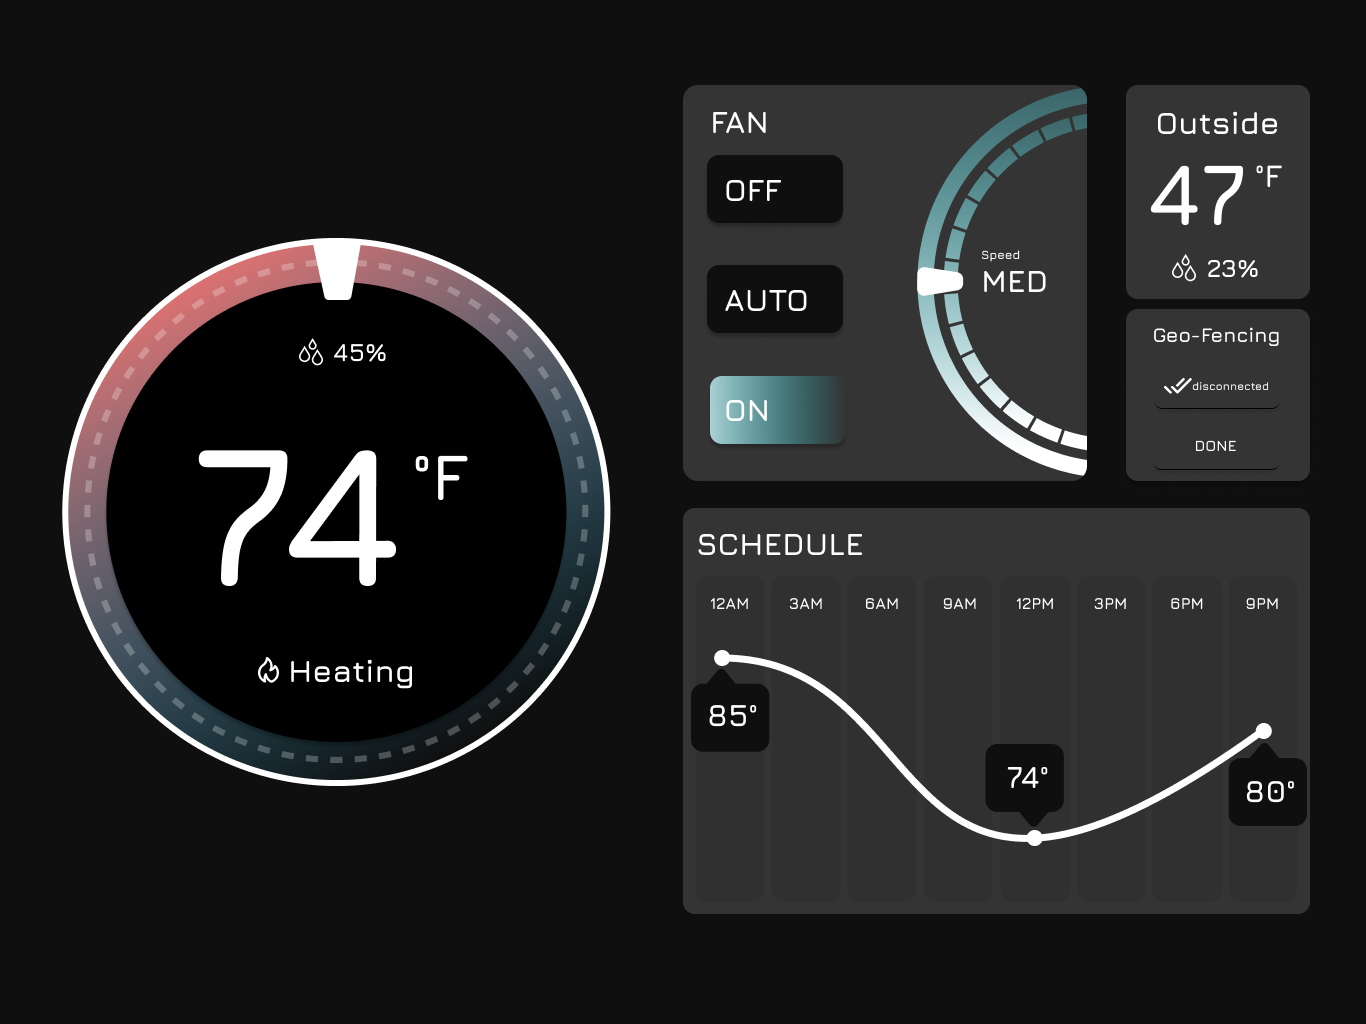 45%
74 °F
Heating
FAN
OFF
AUTO
ON
Speed
MED
Outside
47 °F
23%
Geo-Fencing
disconnected
DONE
SCHEDULE
12AM 3AM 6AM 9AM 12PM 3PM 6PM 9PM
85°
74°
80°